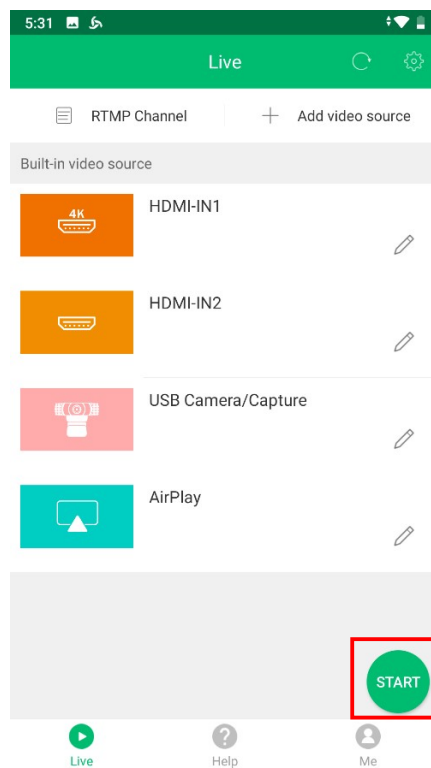 5:31
Live
RTMP Channel
Add video source
Built-in video source
4K
HDMI-IN1
HDMI-IN2
USB Camera/Capture
AirPlay
START
Live
Help
Me